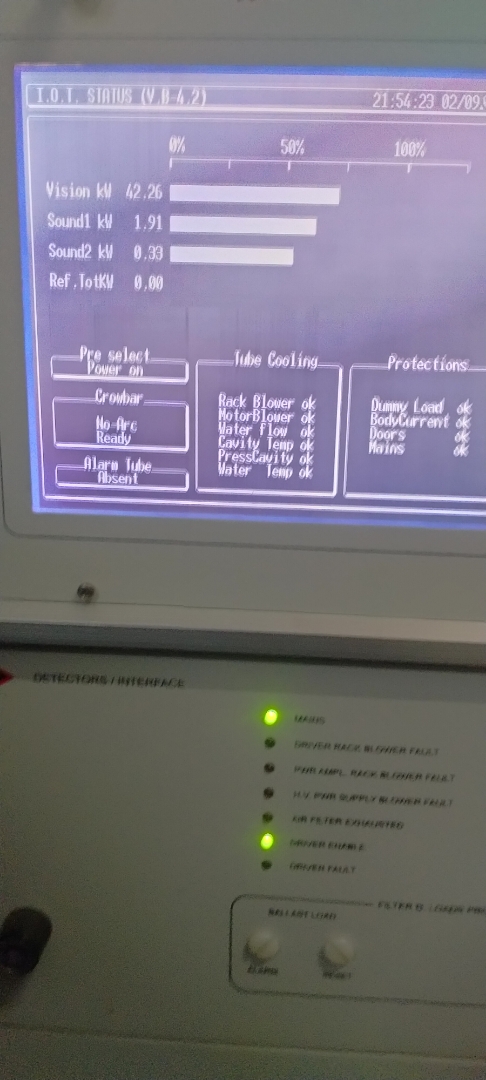 I.O.T. STATUS (V.B-4.2) 21:54:23 02/09
0% 50% 100%
Vision kW 42.26
Sound1 kW 1.91
Sound2 kW 0.33
Ref.TotKW 0.00
Pre select
Power on
Crowbar
No-Arc
Ready
Alarm Tube
Absent
Tube Cooling
Rack Blower ok
MotorBlower ok
Water flow ok
Cavity Temp ok
PressCavity ok
Water Temp ok
Protections
Dummy Load ok
BodyCurrent ok
Doors ok
Mains ok
DETECTORS / INTERFACE
MAINS
DRIVER RACK BLOWER FAULT
PWR AMPL. RACK BLOWER FAULT
H.V. PWR SUPPLY BLOWER FAULT
AIR FILTER EXHAUSTED
DRIVER ENABLE
DRIVER FAULT
BALLAST LOAD
ALARM RESET